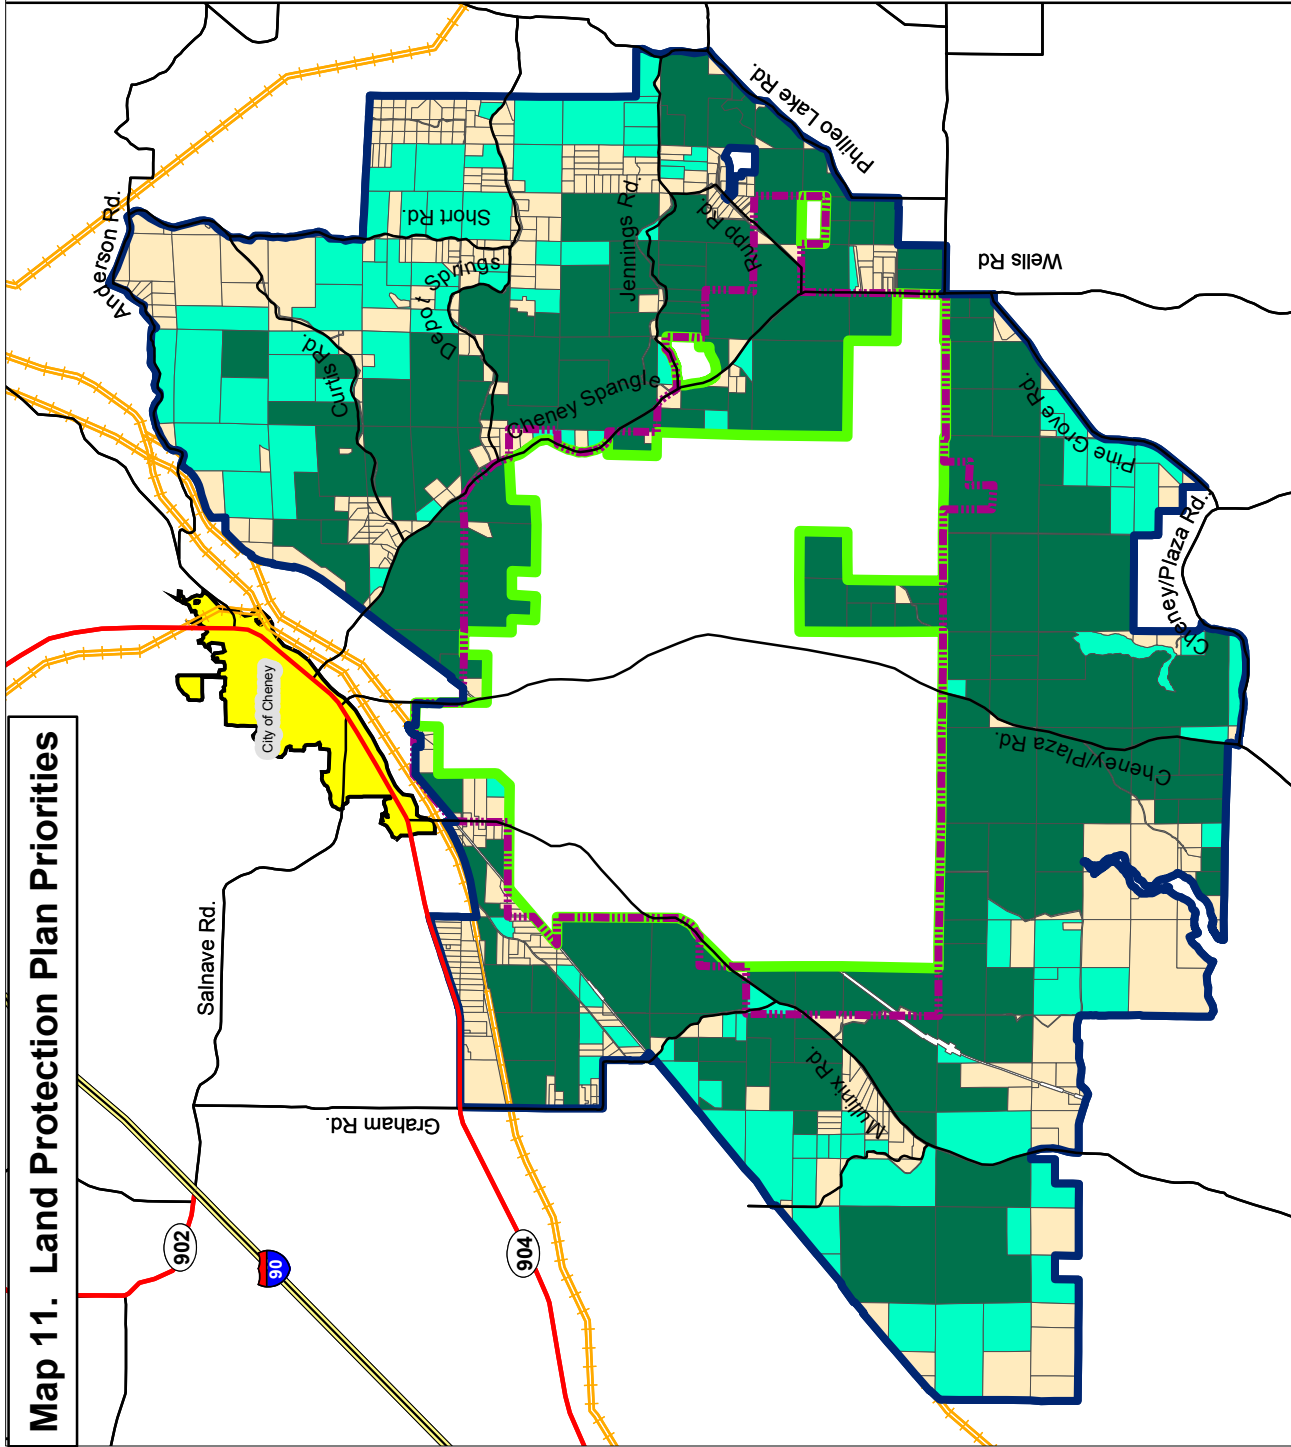 Map 11. Land Protection Plan Priorities
902
90
904
Graham Rd.
Salnave Rd.
City of Cheney
Anderson Rd.
Curtis Rd.
Depot Springs
Short Rd.
Cheney Spangle
Jennings Rd.
Rupp Rd.
Philleo Lake Rd.
Wells Rd
Pine Grove Rd.
Cheney/Plaza Rd.
Cheney/Plaza Rd.
Mullinix Rd.